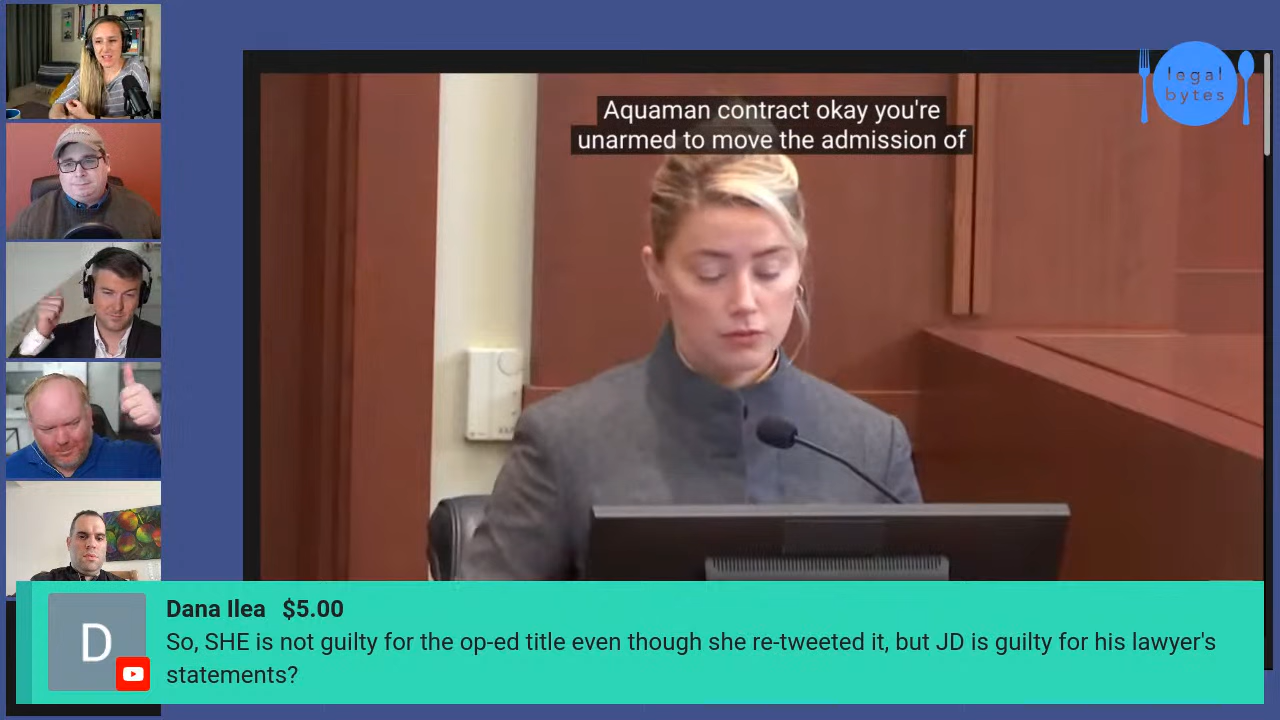 Aquaman contract okay you're
unarmed to move the admission of
legal
bytes
D
Dana Ilea $5.00
So, SHE is not guilty for the op-ed title even though she re-tweeted it, but JD is guilty for his lawyer's
statements?